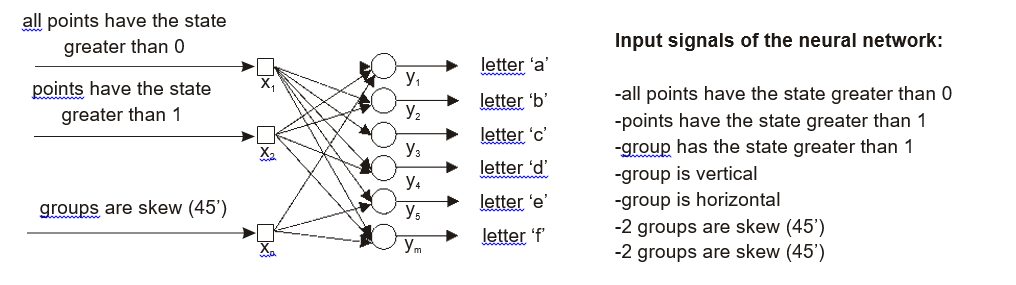 all points have the state
greater than 0
x1
points have the state
greater than 1
x2
groups are skew (45')
xn
y1
y2
y3
y4
y5
ym
letter 'a'
letter 'b'
letter 'c'
letter 'd'
letter 'e'
letter 'f'
Input signals of the neural network:
-all points have the state greater than 0
-points have the state greater than 1
-group has the state greater than 1
-group is vertical
-group is horizontal
-2 groups are skew (45')
-2 groups are skew (45')